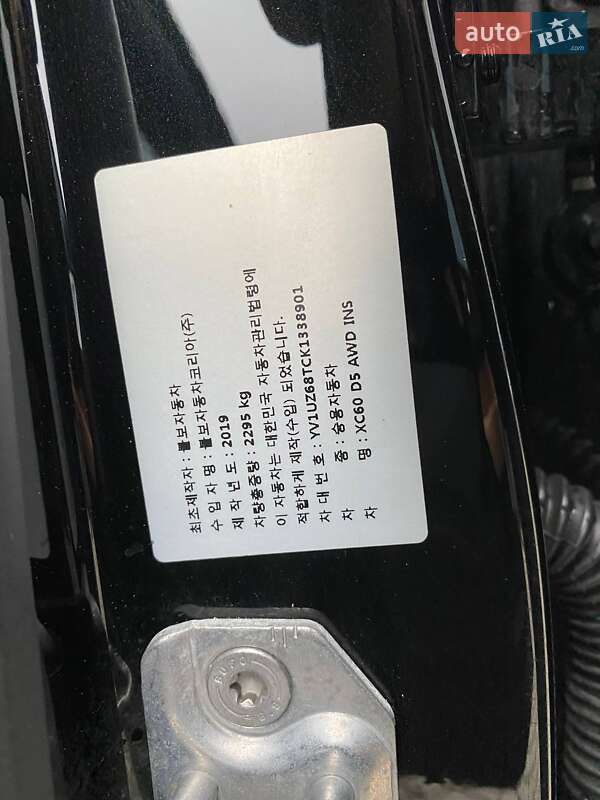 auto RIA .com
최초제작자 : 볼보자동차
수 입 자 명 : 볼보자동차코리아(주)
제 작 년 도 : 2019
차량총중량 : 2295 kg
이 자동차는 대한민국 자동차관리법령에
적합하게 제작(수입) 되었습니다.
차 대 번 호 : YV1UZ68TCK1338901
차 종 : 승용자동차
차 명 : XC60 D5 AWD INS